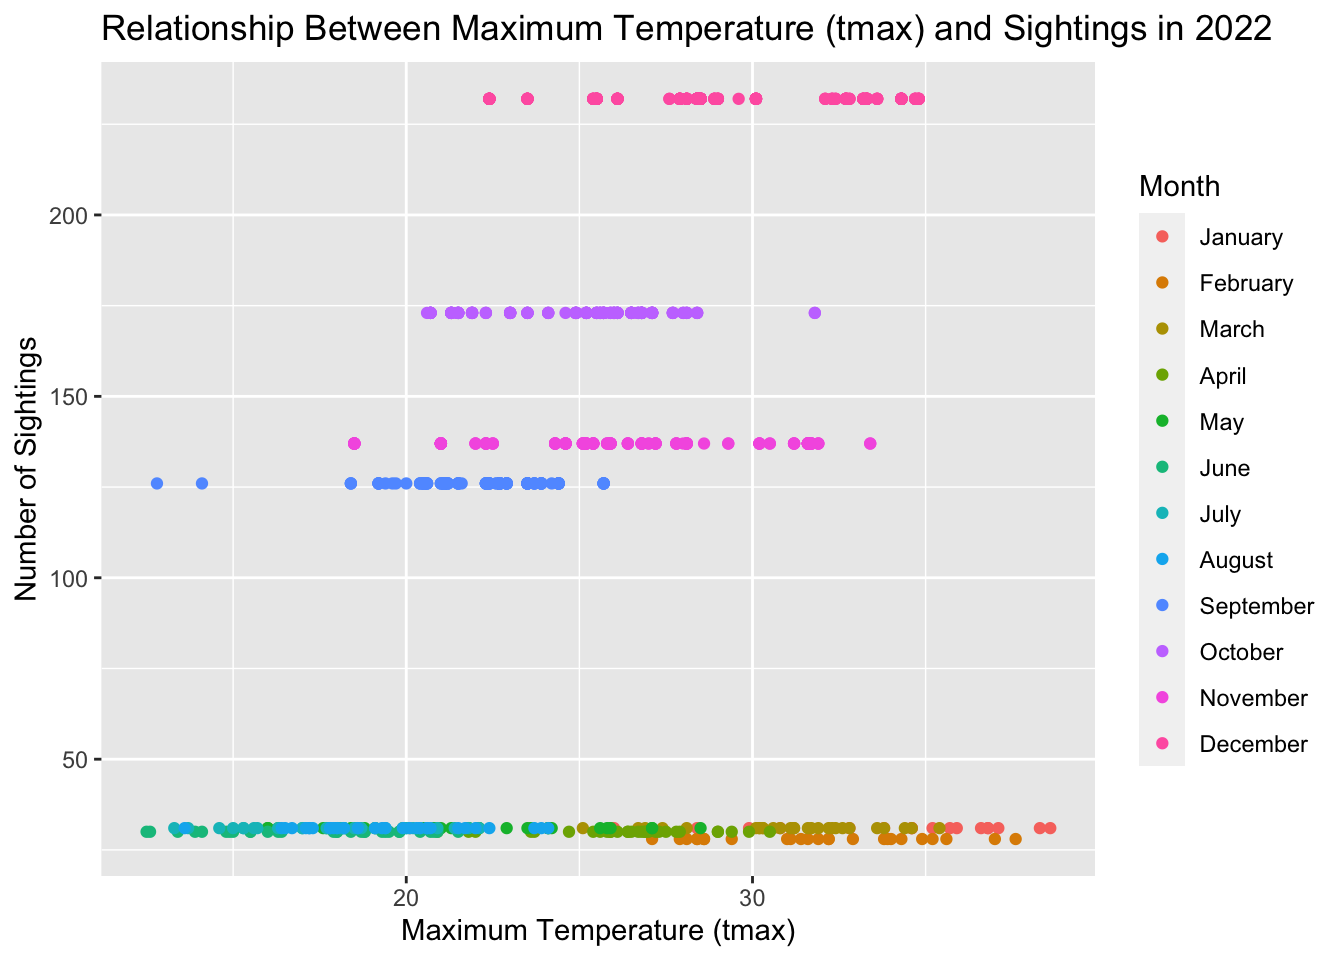 Relationship Between Maximum Temperature (tmax) and Sightings in 2022
Number of Sightings
200
150
100
50
20
30
Maximum Temperature (tmax)
Month
January
February
March
April
May
June
July
August
September
October
November
December